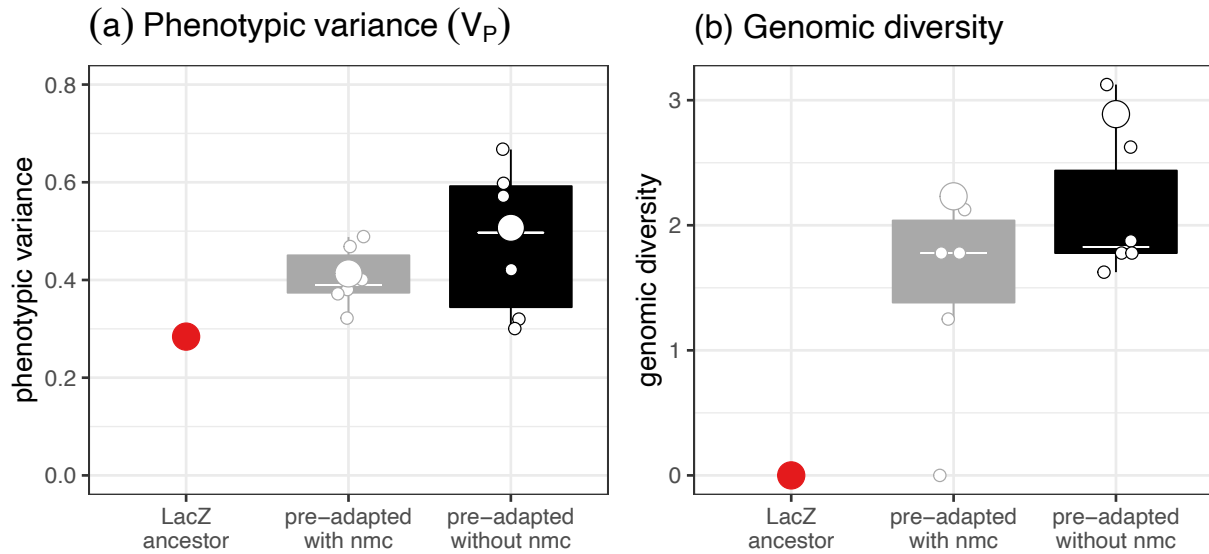 (a) Phenotypic variance (VP)
phenotypic variance
0.8
0.6
0.4
0.2
0.0
LacZ
ancestor
pre−adapted
with nmc
pre−adapted
without nmc
(b) Genomic diversity
genomic diversity
3
2
1
0
LacZ
ancestor
pre−adapted
with nmc
pre−adapted
without nmc